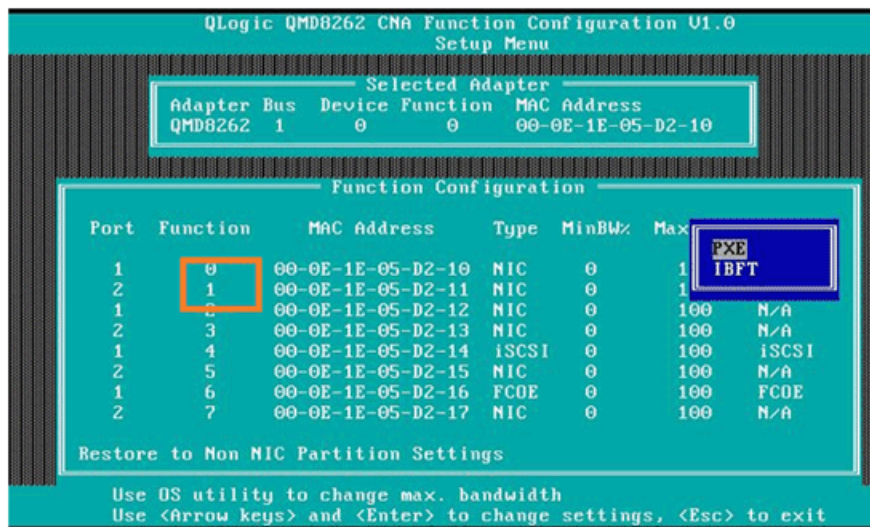 QLogic QMD8262 CNA Function Configuration V1.0
Setup Menu
Selected Adapter
Adapter Bus Device Function MAC Address
QMD8262 1 0 0 00-0E-1E-05-D2-10
Function Configuration
Port Function MAC Address Type MinBW% Max
PXE
IBFT
1 0 00-0E-1E-05-D2-10 NIC 0 1
2 1 00-0E-1E-05-D2-11 NIC 0 1
1 2 00-0E-1E-05-D2-12 NIC 0 100 N/A
2 3 00-0E-1E-05-D2-13 NIC 0 100 N/A
1 4 00-0E-1E-05-D2-14 iSCSI 0 100 iSCSI
2 5 00-0E-1E-05-D2-15 NIC 0 100 N/A
1 6 00-0E-1E-05-D2-16 FCOE 0 100 FCOE
2 7 00-0E-1E-05-D2-17 NIC 0 100 N/A
Restore to Non NIC Partition Settings
Use OS utility to change max. bandwidth
Use <Arrow keys> and <Enter> to change settings, <Esc> to exit